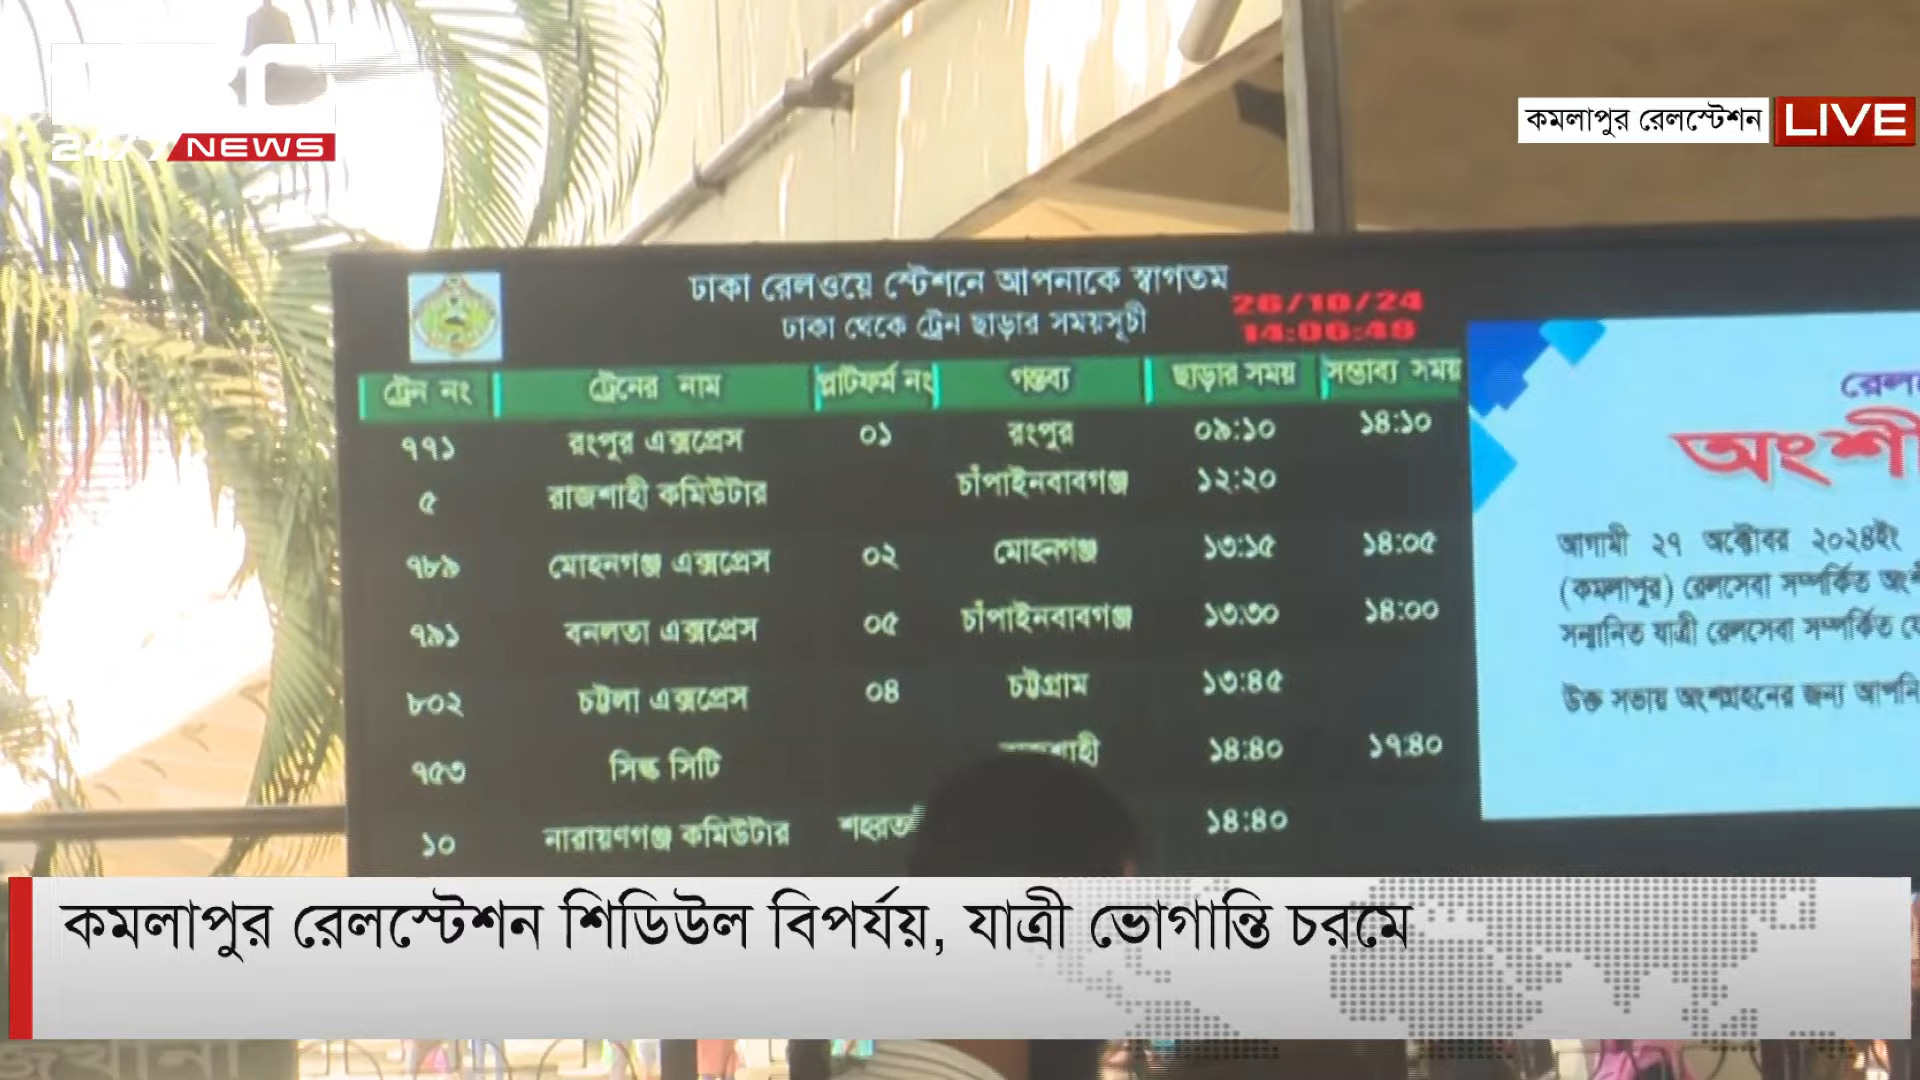 24/7 NEWS
কমলাপুর রেলস্টেশন LIVE
ঢাকা রেলওয়ে স্টেশনে আপনাকে স্বাগতম
ঢাকা থেকে ট্রেন ছাড়ার সময়সূচী
26/10/24
14:06:48
ট্রেন নং ট্রেনের নাম প্লাটফর্ম নং গন্তব্য ছাড়ার সময় সম্ভাব্য সময়
৭৭১ রংপুর এক্সপ্রেস ০১ রংপুর ০৯:১০ ১৪:১০
৫ রাজশাহী কমিউটার চাঁপাইনবাবগঞ্জ ১২:২০
৭৮৯ মোহনগঞ্জ এক্সপ্রেস ০২ মোহনগঞ্জ ১৩:১৫ ১৪:০৫
৭৯১ বনলতা এক্সপ্রেস ০৫ চাঁপাইনবাবগঞ্জ ১৩:৩০ ১৪:০০
৮০২ চট্টলা এক্সপ্রেস ০৪ চট্টগ্রাম ১৩:৪৫
৭৫৩ সিল্ক সিটি ১৪:৪০ ১৭:৪০
১০ নারায়ণগঞ্জ কমিউটার ১৪:৪০
আগামী ২৭ অক্টোবর ২০২৪ইং
(কমলাপুর) রেলসেবা সম্পর্কিত
সন্মানিত যাত্রী রেলসেবা সম্পর্কিত
উক্ত সভায় অংশগ্রহনের জন্য
কমলাপুর রেলস্টেশন শিডিউল বিপর্যয়, যাত্রী ভোগান্তি চরমে